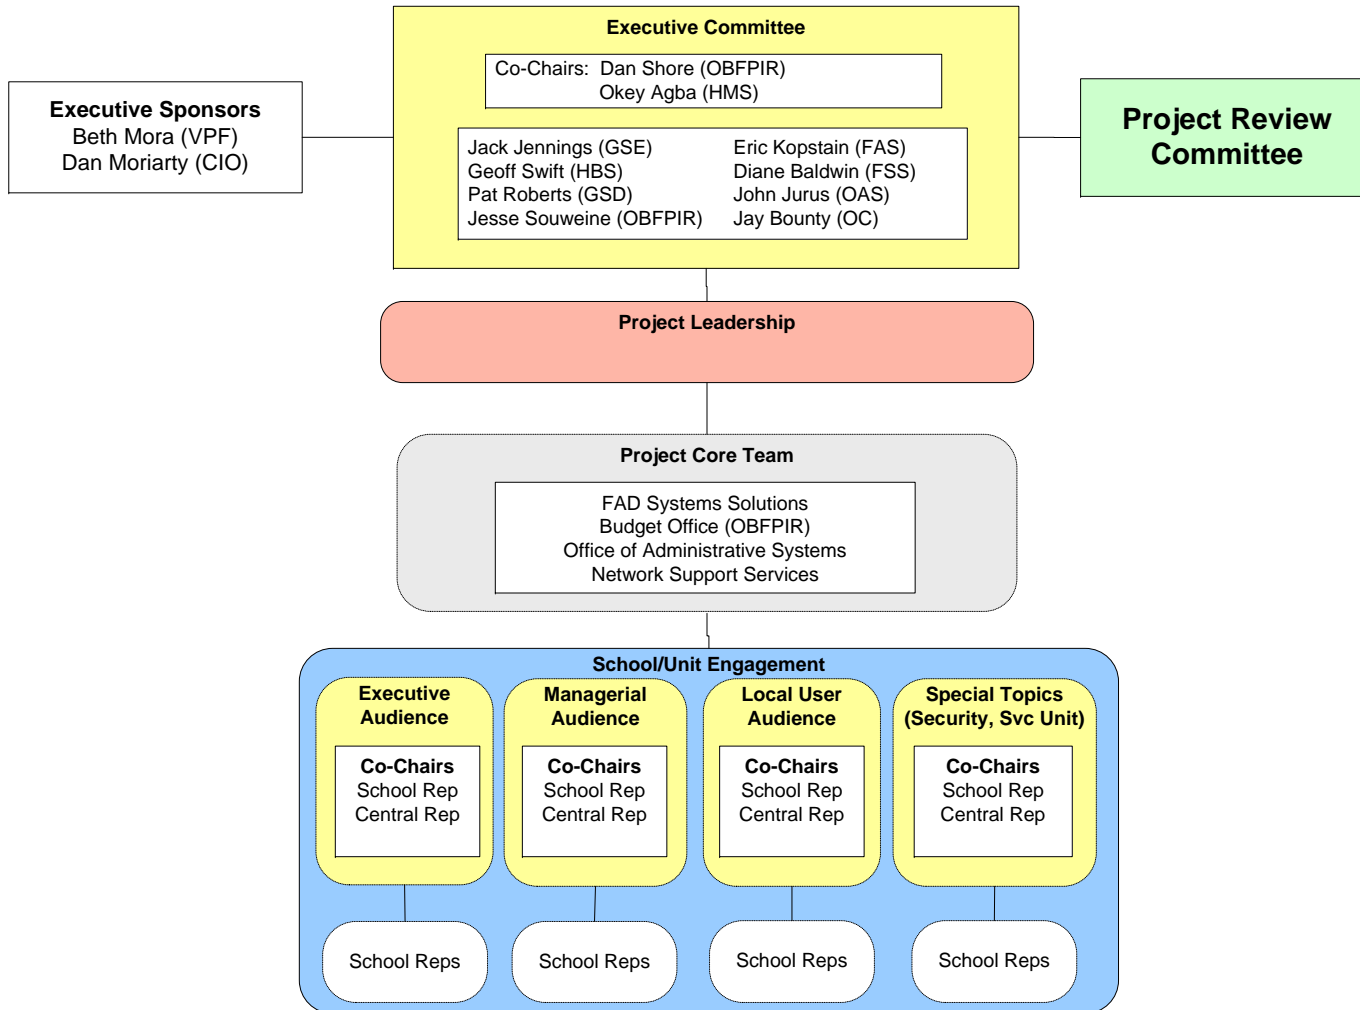 Executive Committee
Co-Chairs: Dan Shore (OBFPIR)
Okey Agba (HMS)
Executive Sponsors
Beth Mora (VPF)
Dan Moriarty (CIO)
Jack Jennings (GSE)
Geoff Swift (HBS)
Pat Roberts (GSD)
Jesse Souweine (OBFPIR)
Eric Kopstain (FAS)
Diane Baldwin (FSS)
John Jurus (OAS)
Jay Bounty (OC)
Project Review
Committee
Project Leadership
Project Core Team
FAD Systems Solutions
Budget Office (OBFPIR)
Office of Administrative Systems
Network Support Services
School/Unit Engagement
Executive
Audience
Co-Chairs
School Rep
Central Rep
School Reps
Managerial
Audience
Co-Chairs
School Rep
Central Rep
School Reps
Local User
Audience
Co-Chairs
School Rep
Central Rep
School Reps
Special Topics
(Security, Svc Unit)
Co-Chairs
School Rep
Central Rep
School Reps